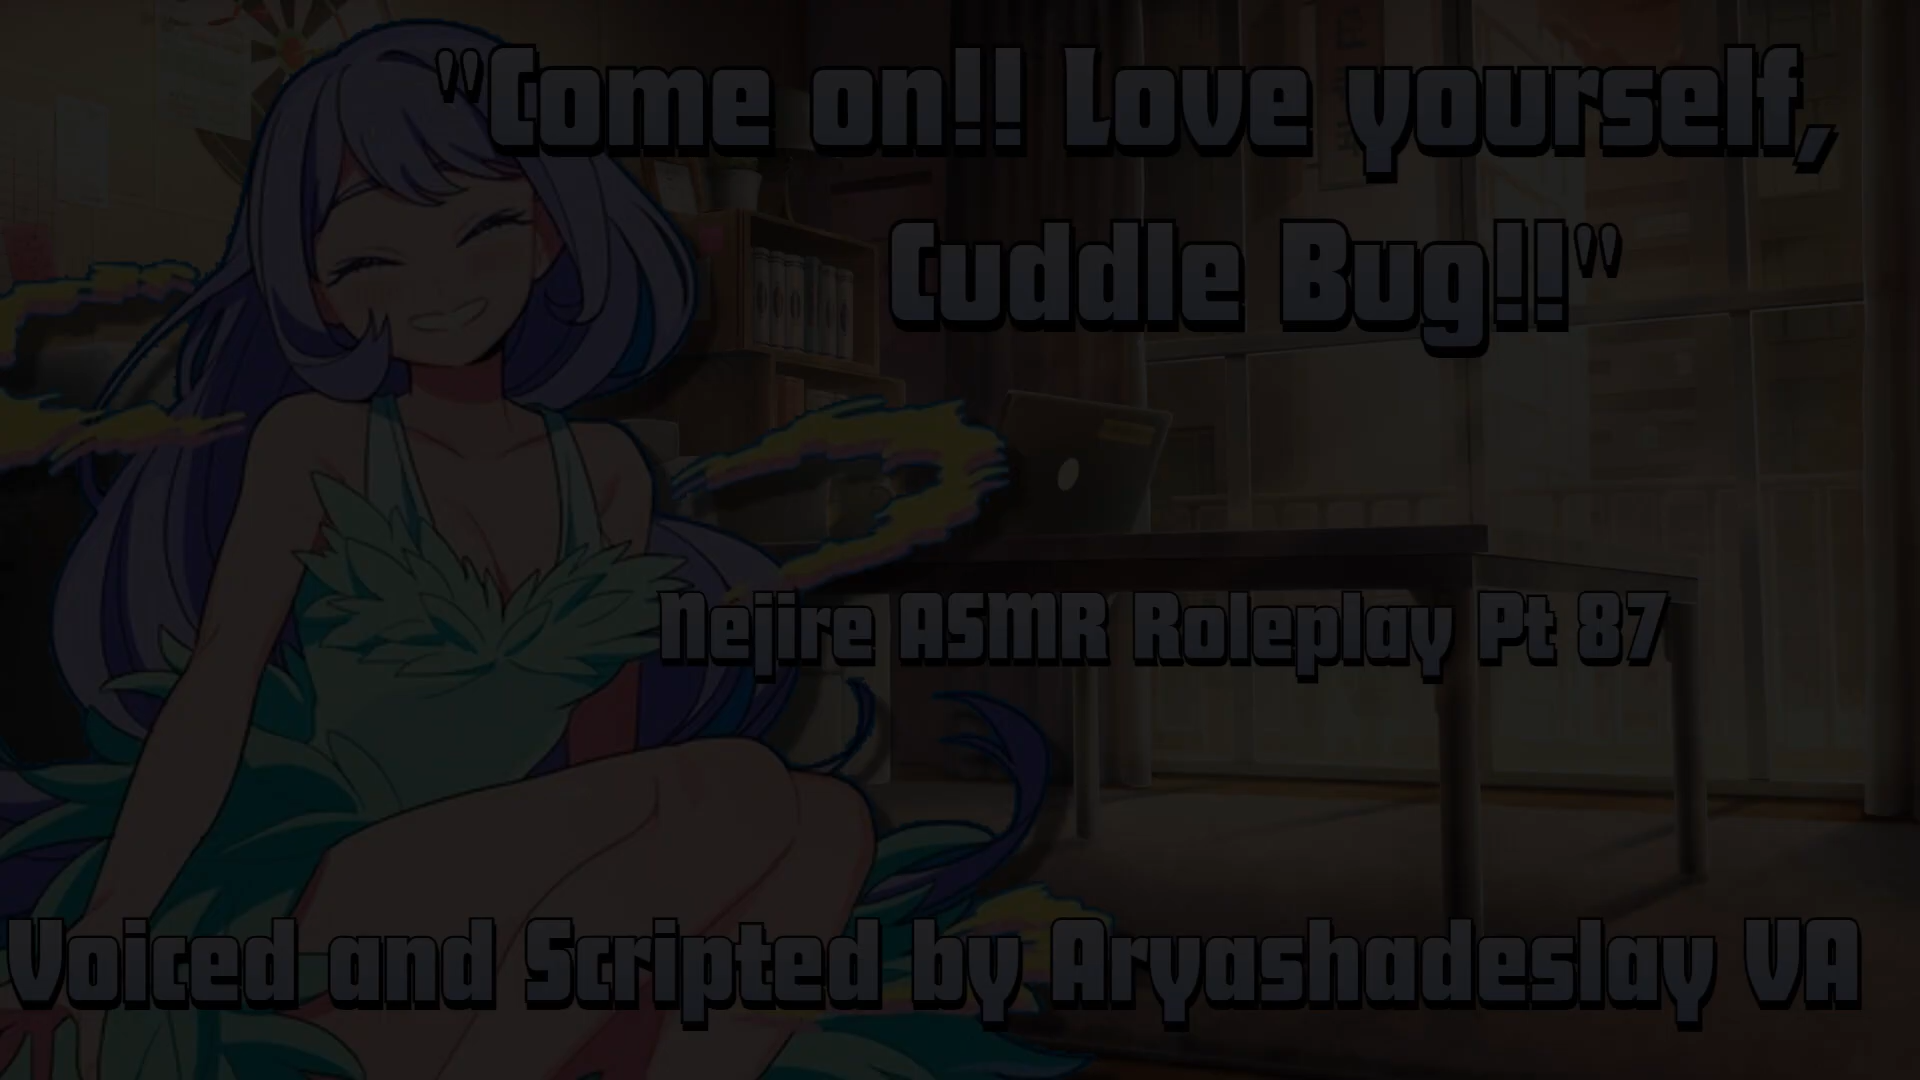 "Come on!! Love yourself,
Cuddle Bug!!"
Nejire ASMR Roleplay Pt 87
Voiced and Scripted by Aryashadeslay VA